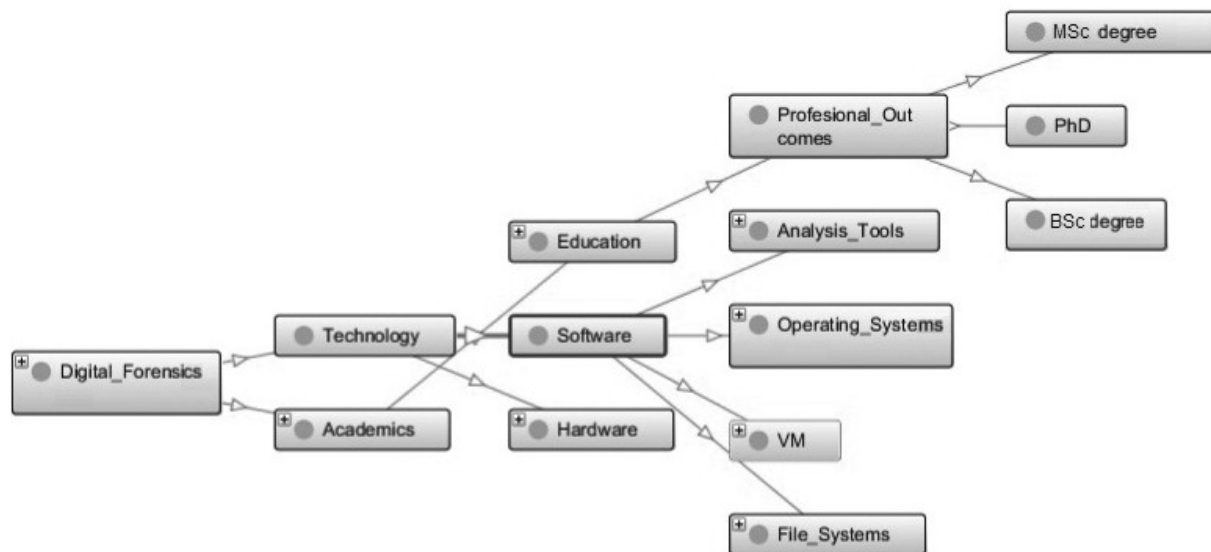 MSc degree
Profesional_Out
comes
PhD
BSc degree
Education
Analysis_Tools
Technology
Software
Operating_Systems
Digital_Forensics
Academics
Hardware
VM
File_Systems